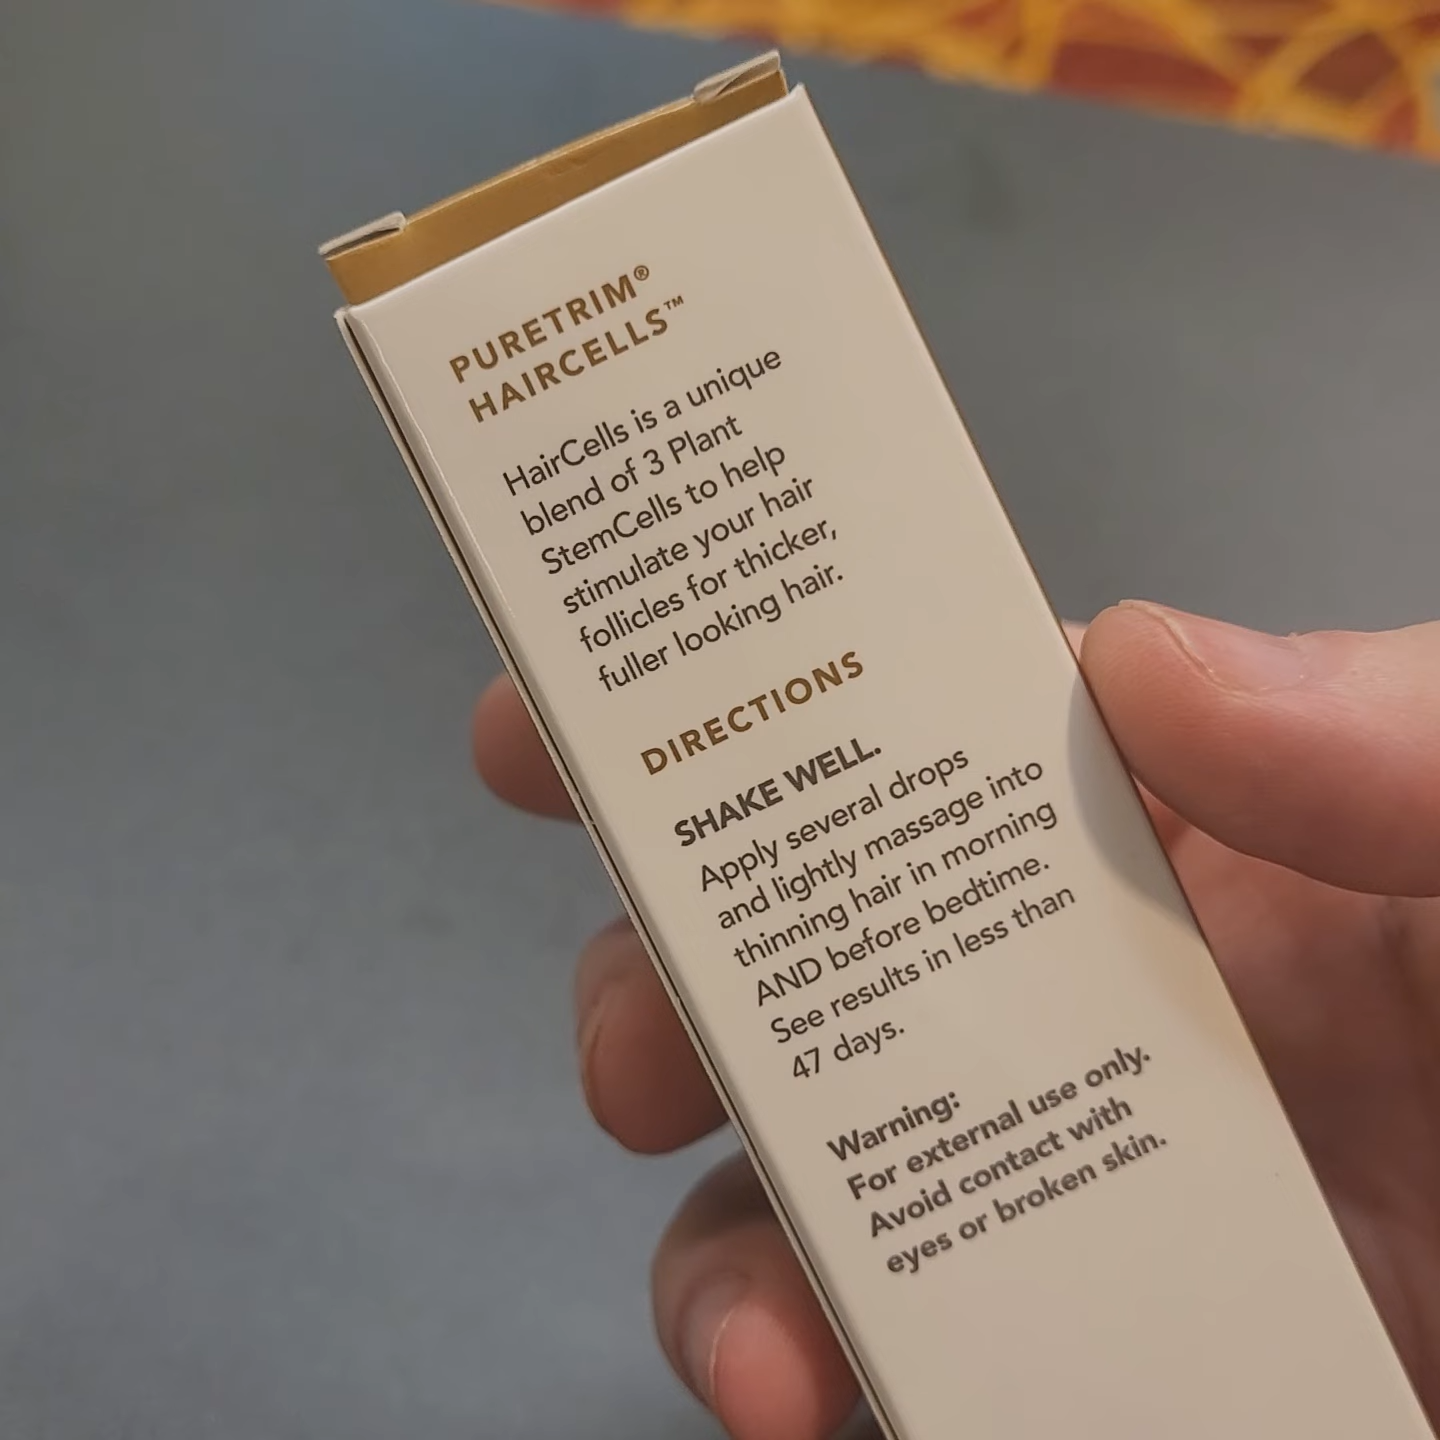 PURETRIM®
HAIRCELLS™
HairCells is a unique
blend of 3 Plant
StemCells to help
stimulate your hair
follicles for thicker,
fuller looking hair.
DIRECTIONS
SHAKE WELL.
Apply several drops
and lightly massage into
thinning hair in morning
AND before bedtime.
See results in less than
47 days.
Warning:
For external use only.
Avoid contact with
eyes or broken skin.